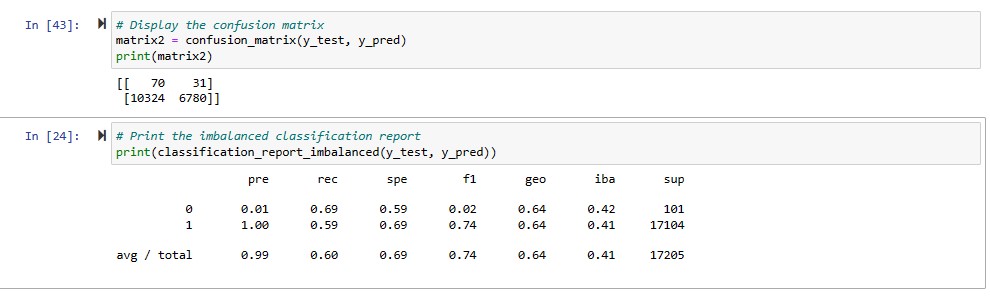 In [43]: # Display the confusion matrix
matrix2 = confusion_matrix(y_test, y_pred)
print(matrix2)
[[   70    31]
 [10324  6780]]
In [24]: # Print the imbalanced classification report
print(classification_report_imbalanced(y_test, y_pred))
pre rec spe f1 geo iba sup
0 0.01 0.69 0.59 0.02 0.64 0.42 101
1 1.00 0.59 0.69 0.74 0.64 0.41 17104
avg / total 0.99 0.60 0.69 0.74 0.64 0.41 17205